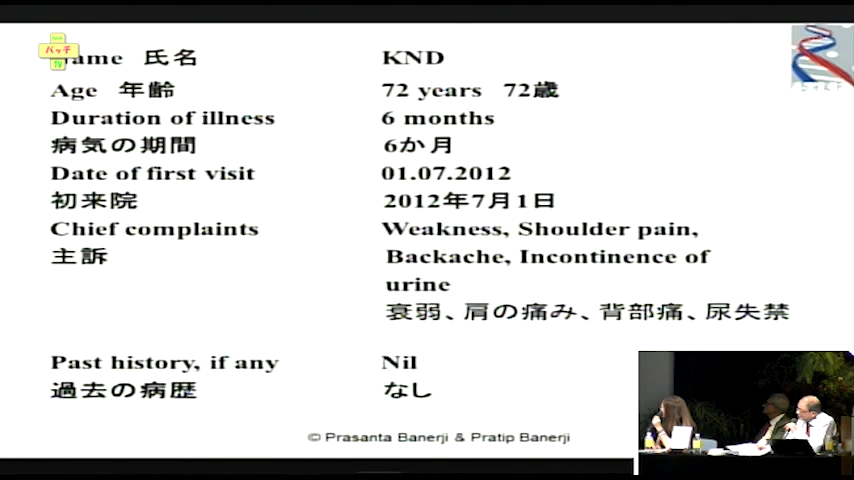 バッチ
TV
ame 氏名 KND
Age 年齢 72 years 72歳
Duration of illness 6 months
病気の期間 6か月
Date of first visit 01.07.2012
初来院 2012年7月1日
Chief complaints Weakness, Shoulder pain,
主訴 Backache, Incontinence of
urine
衰弱、肩の痛み、背部痛、尿失禁
Past history, if any Nil
過去の病歴 なし
© Prasanta Banerji & Pratip Banerji